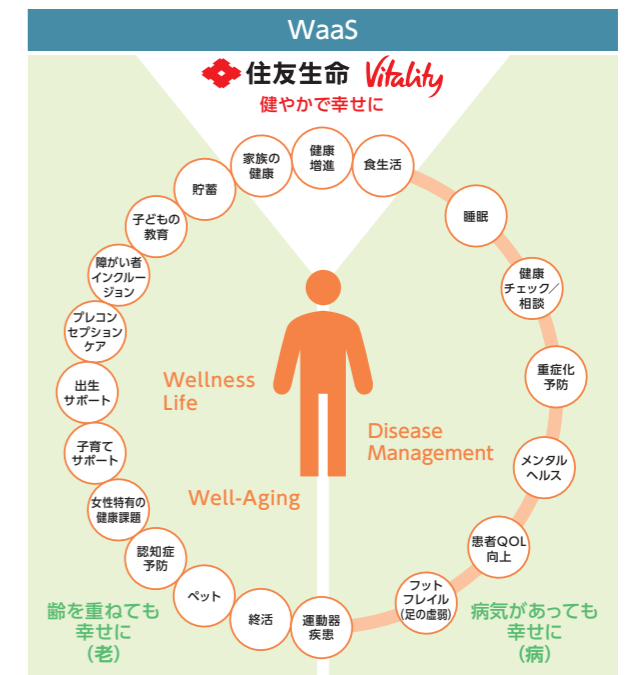 WaaS
住友生命 Vitality
健やかで幸せに
健康
増進
食生活
睡眠
健康
チェック／
相談
重症化
予防
メンタル
ヘルス
患者QOL
向上
フット
フレイル
(足の虚弱)
運動器
疾患
終活
ペット
認知症
予防
女性特有の
健康課題
子育て
サポート
出生
サポート
プレコン
セプション
ケア
障がい者
インクルー
ジョン
子どもの
教育
貯蓄
家族の
健康
Wellness
Life
Disease
Management
Well-Aging
齢を重ねても
幸せに
(老)
病気があっても
幸せに
(病)